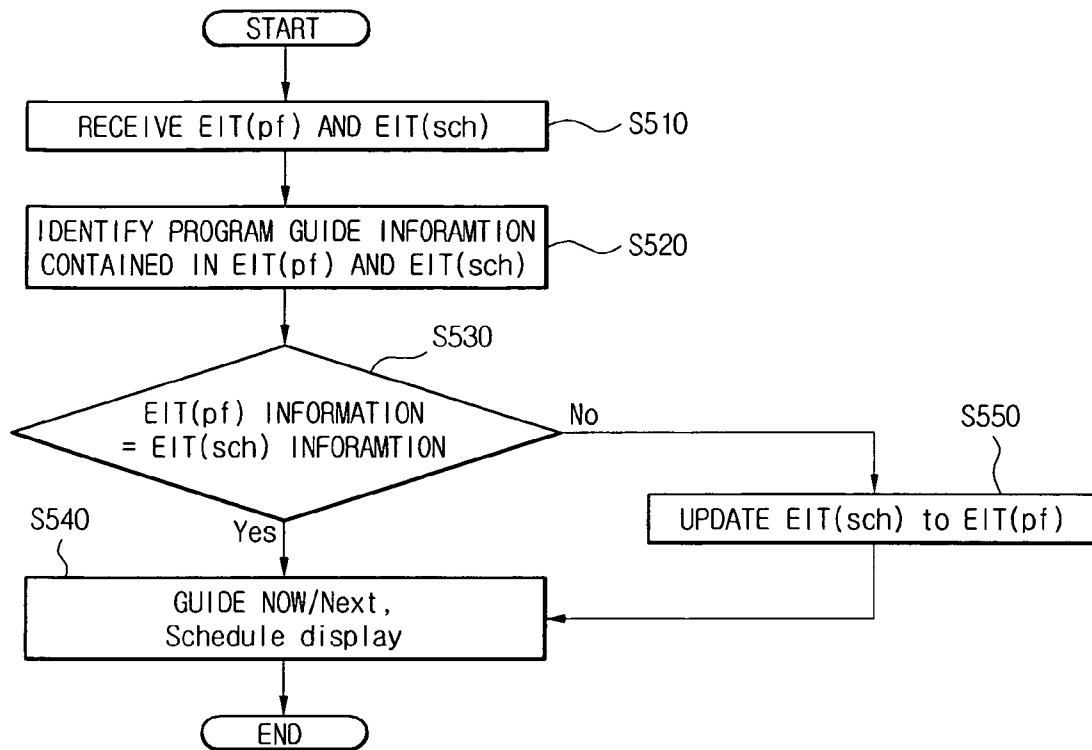 START
RECEIVE EIT(pf) AND EIT(sch)
S510
IDENTIFY PROGRAM GUIDE INFORAMTION
CONTAINED IN EIT(pf) AND EIT(sch)
S520
S530
EIT(pf) INFORMATION
= EIT(sch) INFORAMTION
No
S550
UPDATE EIT(sch) to EIT(pf)
Yes
S540
GUIDE NOW/Next,
Schedule display
END